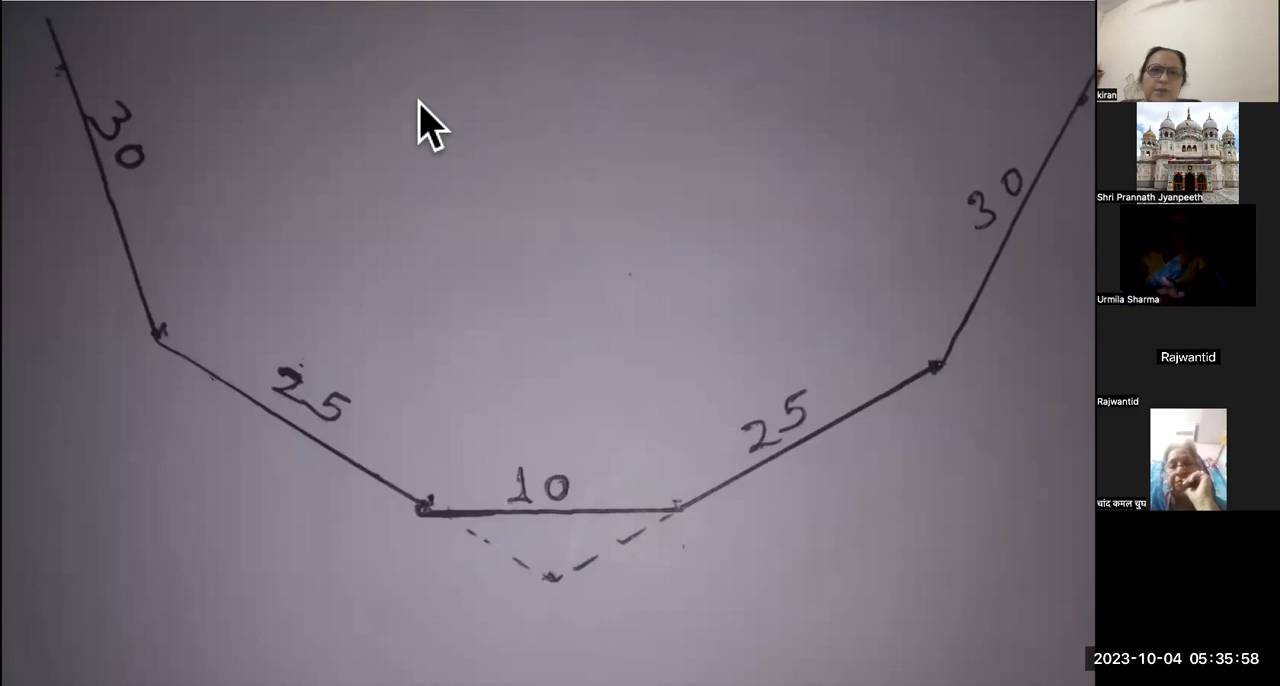 30
30
25
25
10
kiran
Shri Prannath Jyanpeeth
Urmila Sharma
Rajwantid
Rajwantid
चांद कमल चुघ
2023-10-04 05:35:58